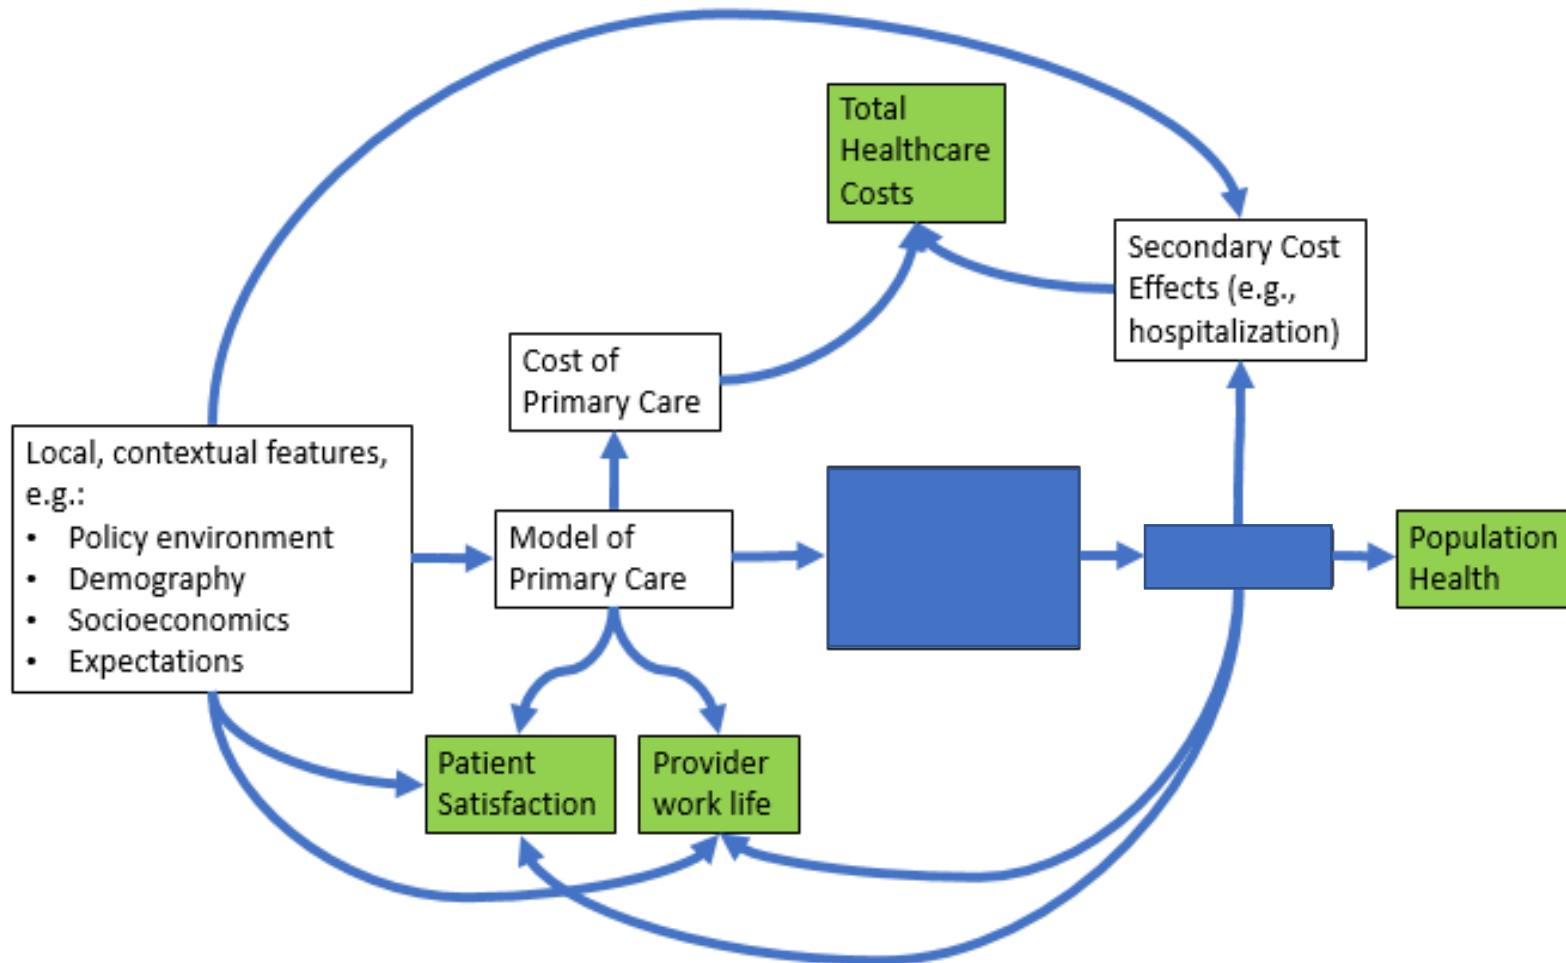 Total
Healthcare
Costs
Secondary Cost
Effects (e.g.,
hospitalization)
Cost of
Primary Care
Local, contextual features,
e.g.:
• Policy environment
• Demography
• Socioeconomics
• Expectations
Model of
Primary Care
Population
Health
Patient
Satisfaction
Provider
work life